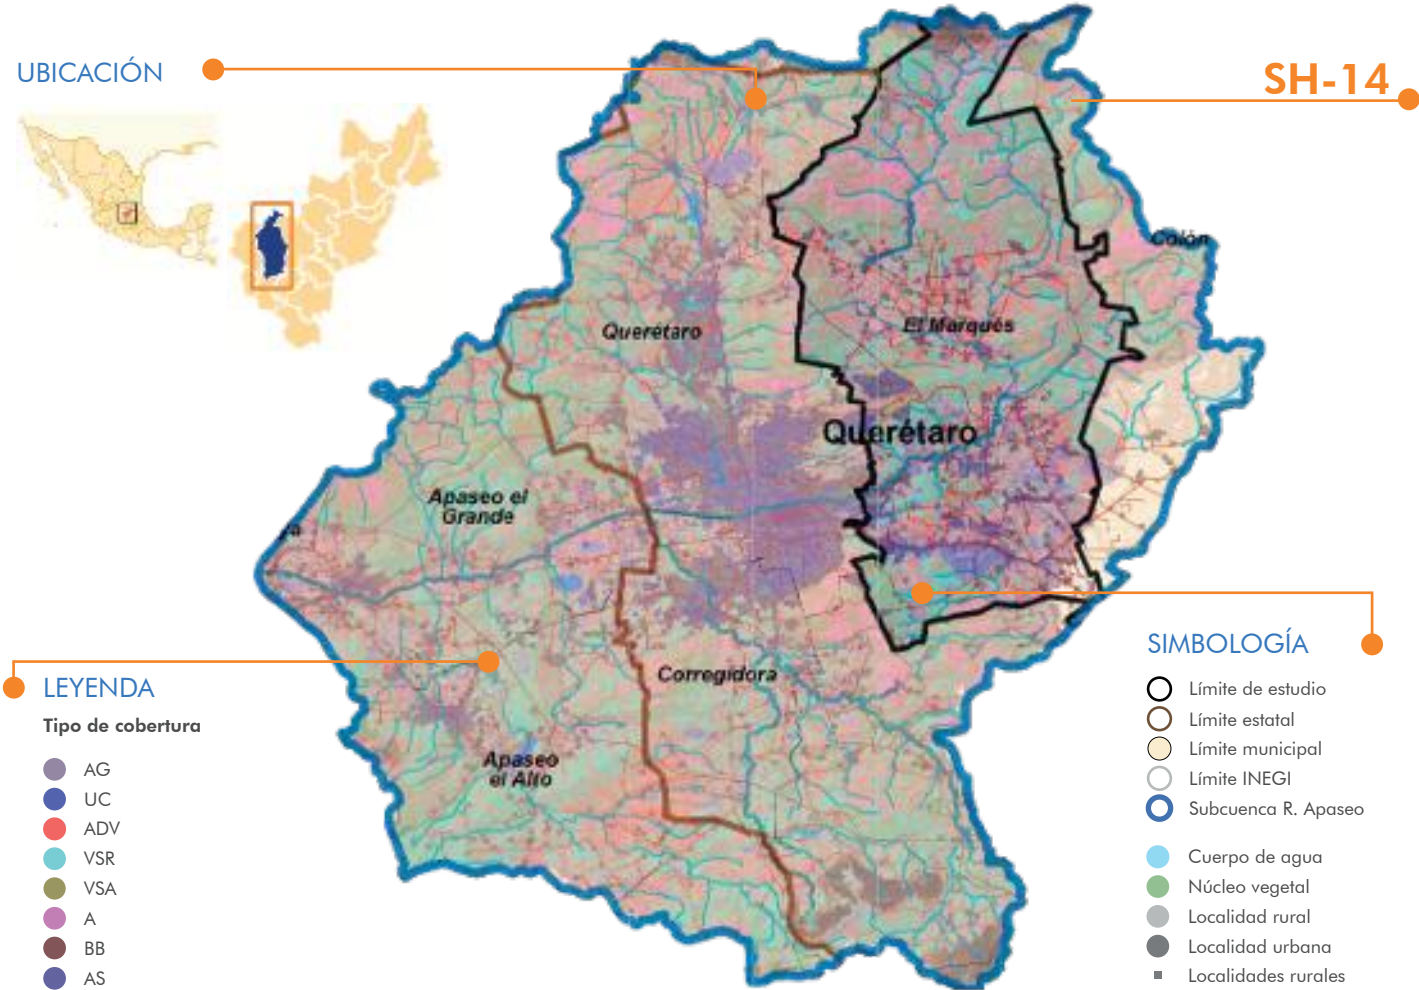 UBICACIÓN
SH-14
Colón
Querétaro
El Marqués
Querétaro
Apaseo el
Grande
Corregidora
Apaseo
el Alto
LEYENDA
Tipo de cobertura
AG
UC
ADV
VSR
VSA
A
BB
AS
SIMBOLOGÍA
Límite de estudio
Límite estatal
Límite municipal
Límite INEGI
Subcuenca R. Apaseo
Cuerpo de agua
Núcleo vegetal
Localidad rural
Localidad urbana
Localidades rurales